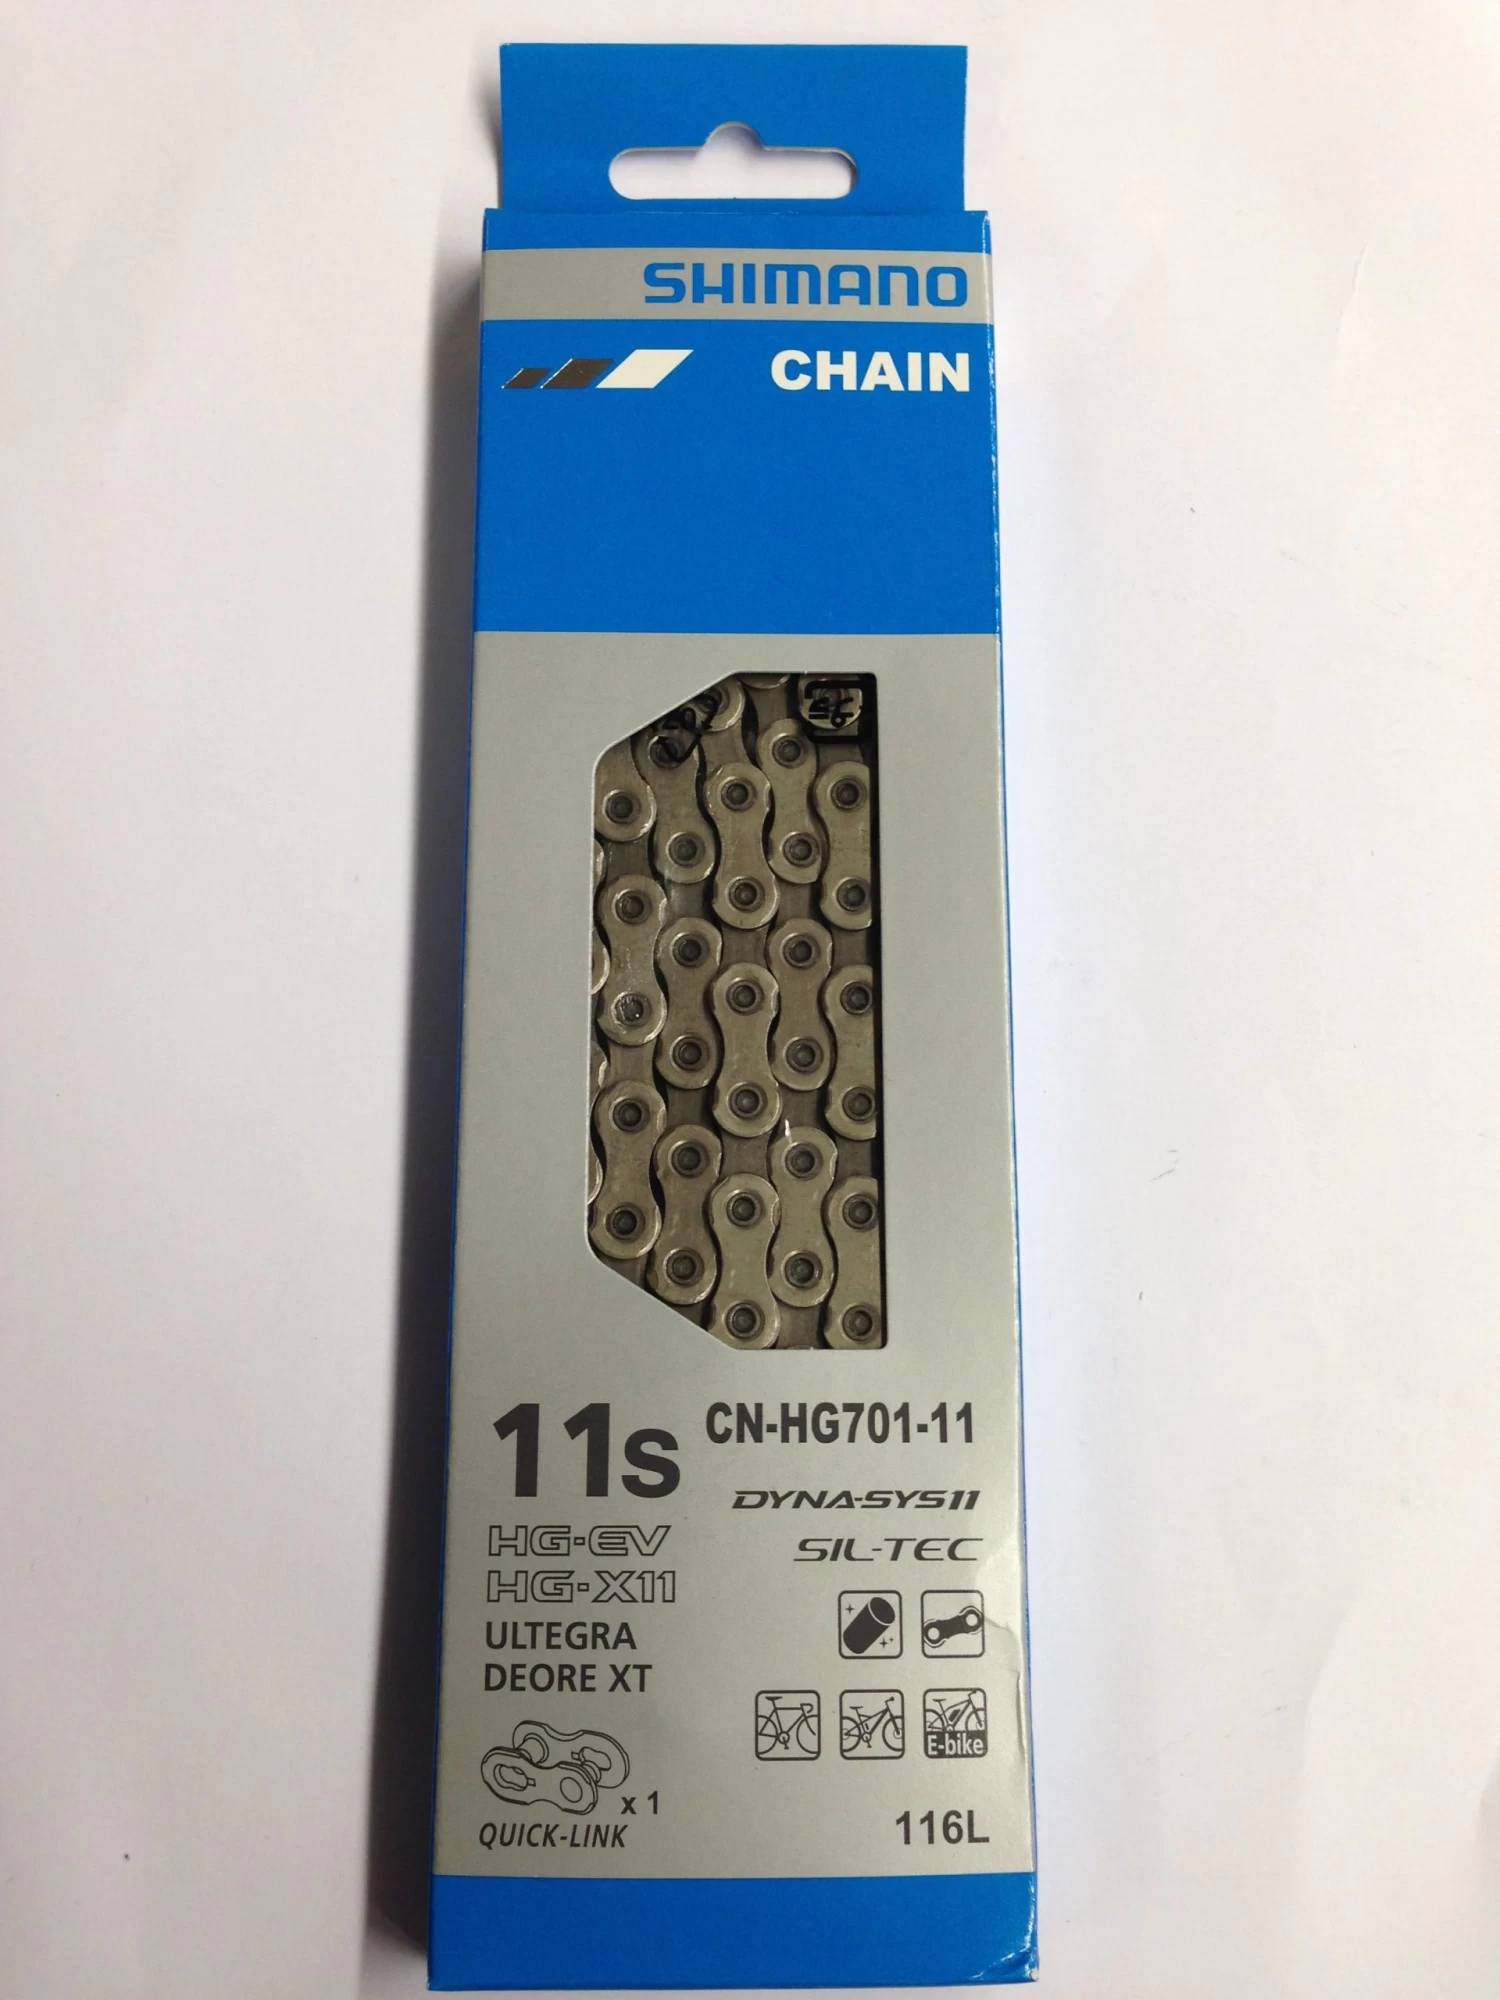 SHIMANO
CHAIN
11s
CN-HG701-11
DYNA-SYS11
HG-EV
SIL-TEC
HG-X11
ULTEGRA
DEORE XT
E-bike
x 1
QUICK-LINK
116L